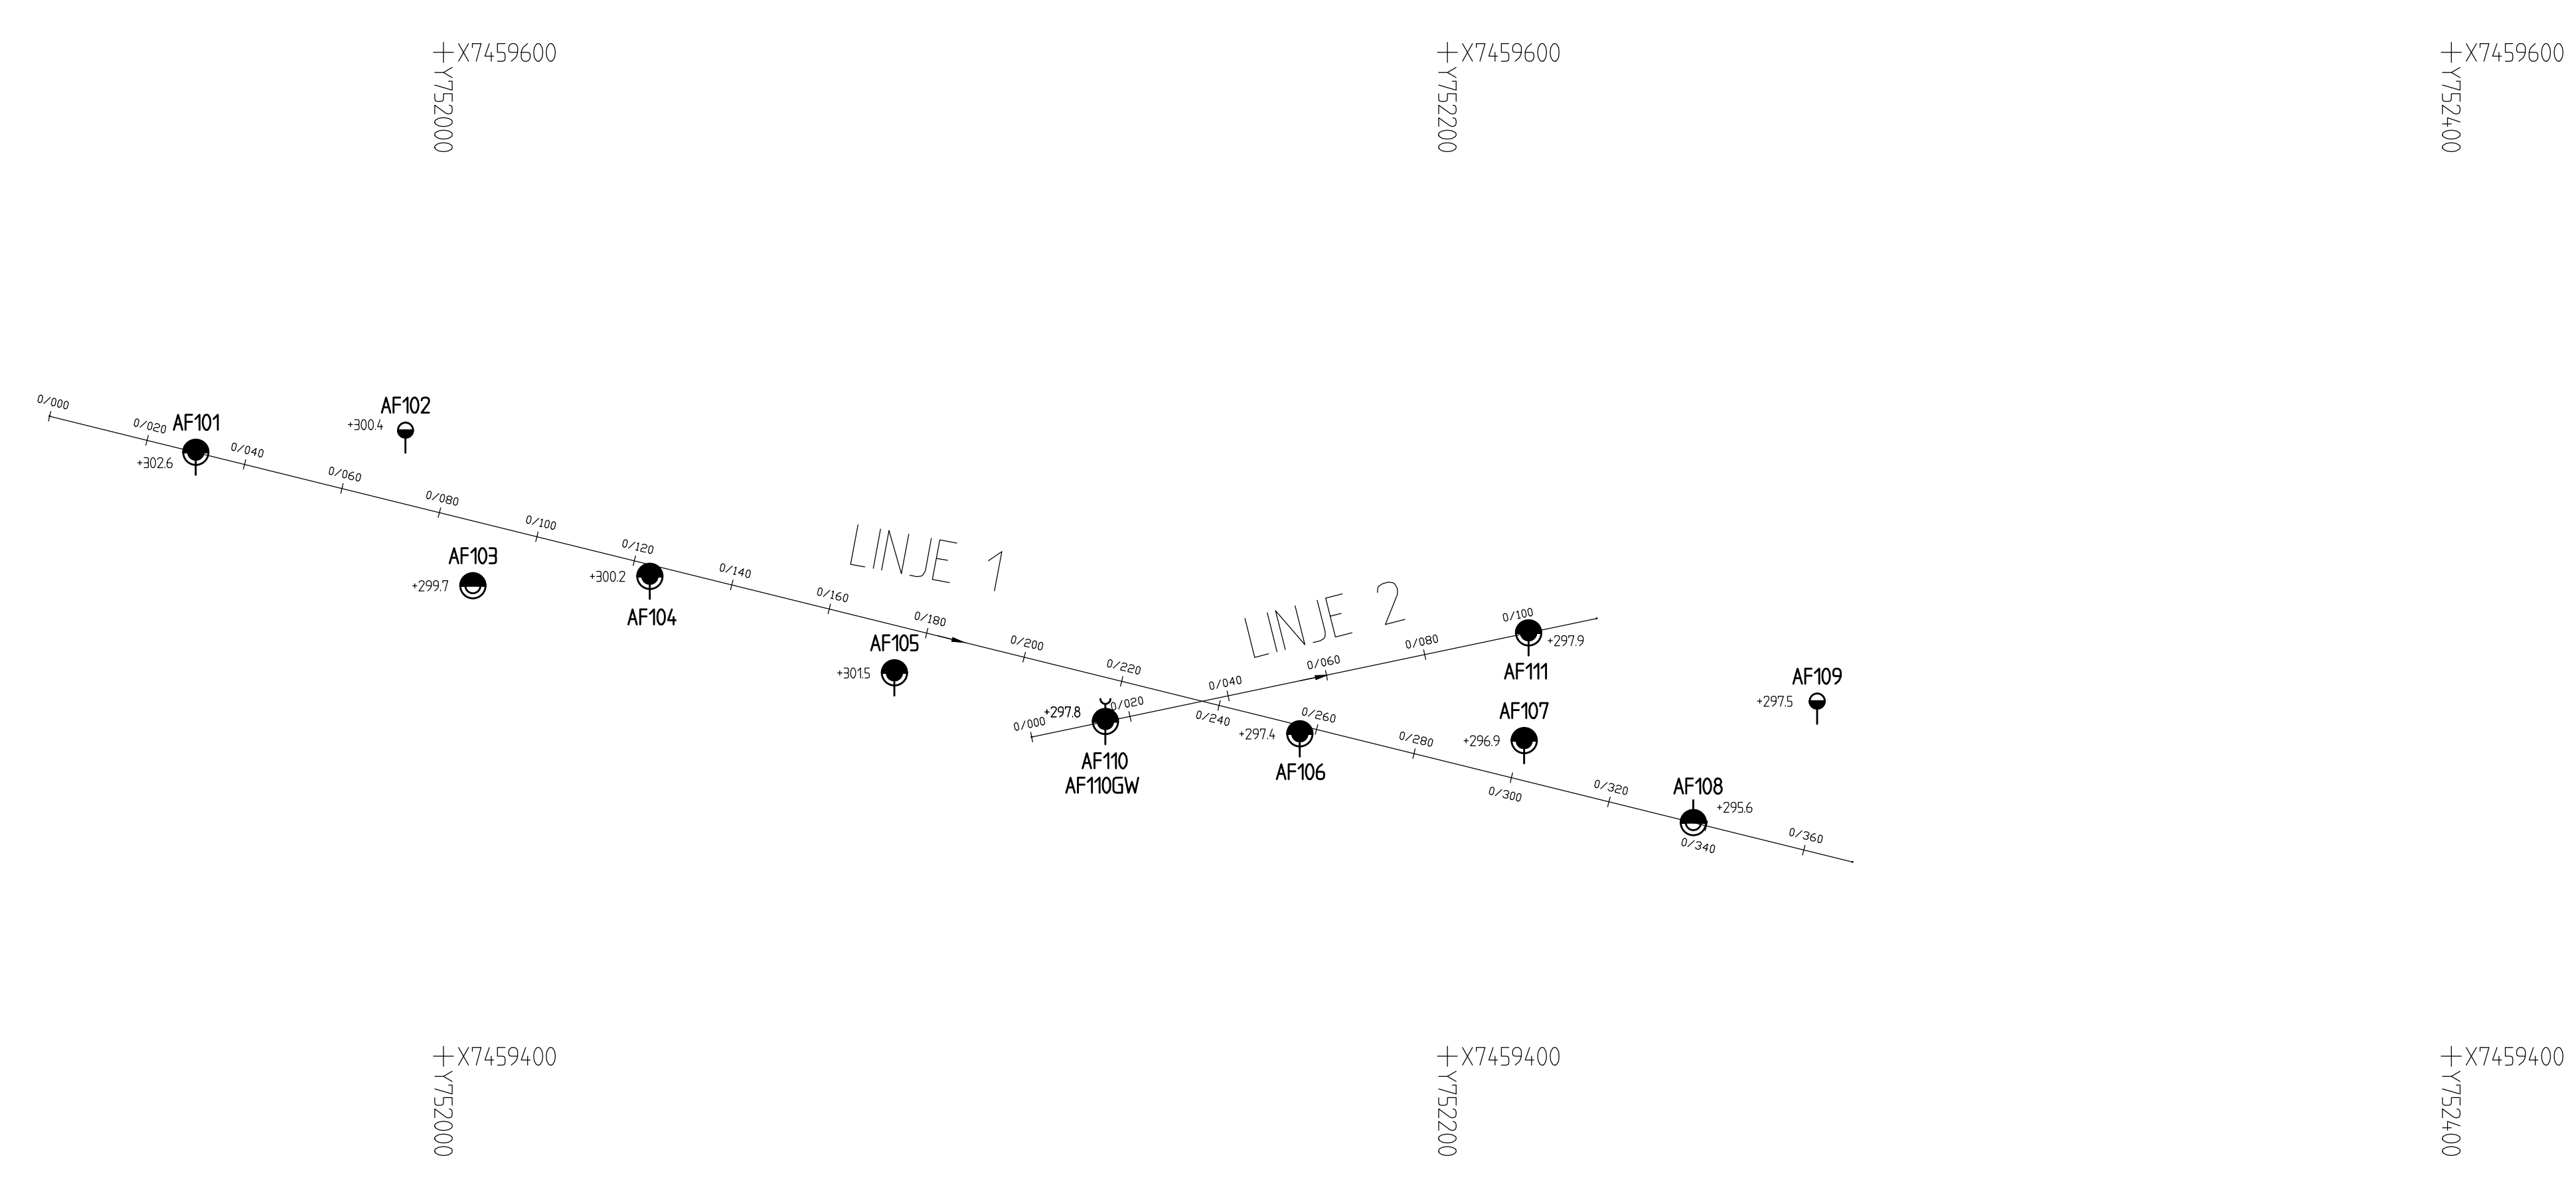 X7459600
Y752000
X7459600
Y752200
X7459600
Y752400
0/000
0/020
AF101
+302.6
0/040
AF102
+300.4
0/060
0/080
0/100
AF103
+299.7
0/120
+300.2
AF104
0/140
0/160
LINJE 1
0/180
AF105
+301.5
0/200
0/220
0/240
0/260
+297.4
AF106
0/280
0/300
0/320
AF108
+295.6
0/340
0/360
LINJE 2
0/000
+297.8
0/020
AF110
AF110GW
0/040
0/060
0/080
0/100
+297.9
AF111
AF107
+296.9
AF109
+297.5
X7459400
Y752000
X7459400
Y752200
X7459400
Y752400